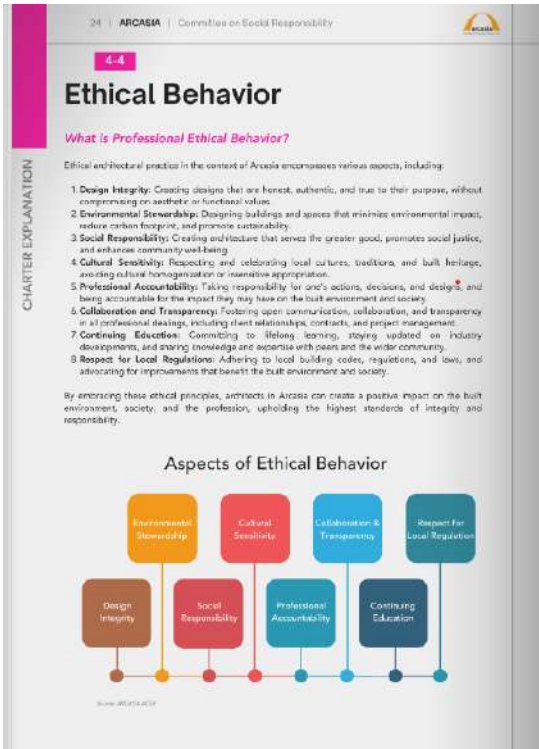 24 | ARCASIA | Committee on Social Responsibility
arcasia
4-4
Ethical Behavior
What is Professional Ethical Behavior?
CHARTER EXPLANATION
Ethical architectural practice in the context of Arcasia encompasses various aspects, including:
1. Design Integrity: Creating designs that are honest, authentic, and true to their purpose, without
compromising on aesthetic or functional values.
2. Environmental Stewardship: Designing buildings and spaces that minimize environmental impact,
reduce carbon footprint, and promote sustainability.
3. Social Responsibility: Creating architecture that serves the greater good, promotes social justice,
and enhances community well-being.
4. Cultural Sensitivity: Respecting and celebrating local cultures, traditions, and built heritage,
avoiding cultural homogenization or insensitive appropriation.
5. Professional Accountability: Taking responsibility for one's actions, decisions, and designs, and
being accountable for the impact they may have on the built environment and society.
6. Collaboration and Transparency: Fostering open communication, collaboration, and transparency
in all professional dealings, including client relationships, contracts, and project management.
7. Continuing Education: Committing to lifelong learning, staying updated on industry
developments, and sharing knowledge and expertise with peers and the wider community.
8. Respect for Local Regulations: Adhering to local building codes, regulations, and laws, and
advocating for improvements that benefit the built environment and society.
By embracing these ethical principles, architects in Arcasia can create a positive impact on the built
environment, society, and the profession, upholding the highest standards of integrity and
responsibility.
Aspects of Ethical Behavior
Environmental
Stewardship
Cultural
Sensitivity
Collaboration &
Transparency
Respect for
Local Regulation
Design
Integrity
Social
Responsibility
Professional
Accountability
Continuing
Education
Source: ARCASIA ACSR